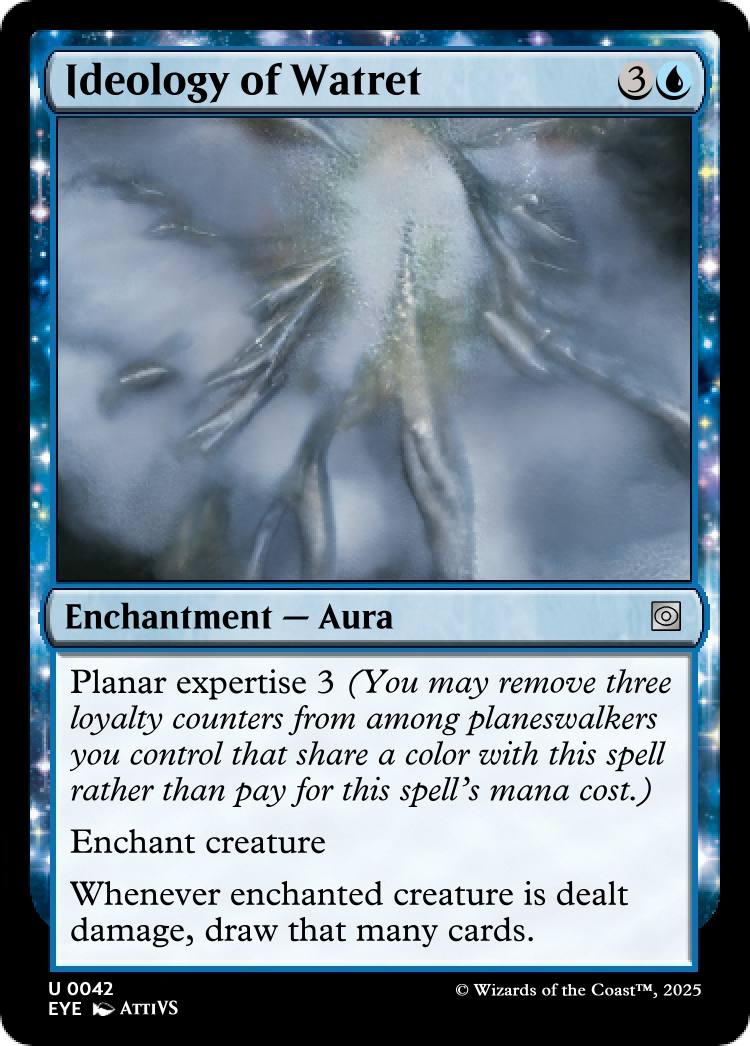 Ideology of Watret 3
Enchantment — Aura
Planar expertise 3 (You may remove three
loyalty counters from among planeswalkers
you control that share a color with this spell
rather than pay for this spell's mana cost.)
Enchant creature
Whenever enchanted creature is dealt
damage, draw that many cards.
U 0042
EYE AttiVS
© Wizards of the Coast™, 2025